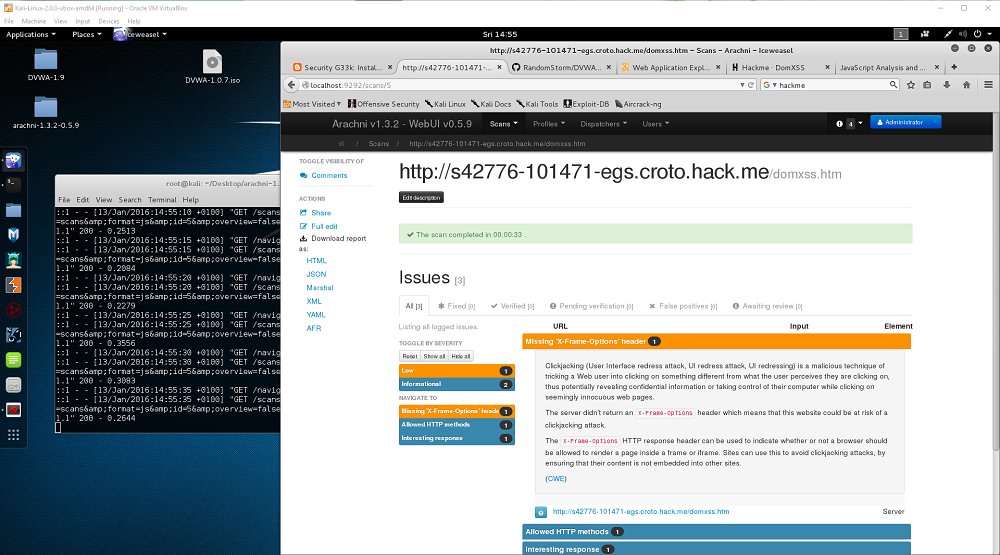 Kali-Linux-2.0.0-vbox-amd64 [Running] - Oracle VM VirtualBox
File Machine View Input Devices Help
Applications Places Iceweasel Sri 14:55 1
DVWA-1.9
DVWA-1.0.7.iso
arachni-1.3.2-0.5.9
root@kali: ~/Desktop/arachni-1.
File Edit View Search Terminal Help
::1 - - [13/Jan/2016:14:55:10 +0100] "GET /scans
=scans&amp;format=js&amp;id=5&amp;overview=false
1.1" 200 - 0.2513
::1 - - [13/Jan/2016:14:55:15 +0100] "GET /navig
::1 - - [13/Jan/2016:14:55:15 +0100] "GET /scans
=scans&amp;format=js&amp;id=5&amp;overview=false
1.1" 200 - 0.2084
::1 - - [13/Jan/2016:14:55:20 +0100] "GET /navig
::1 - - [13/Jan/2016:14:55:20 +0100] "GET /scans
=scans&amp;format=js&amp;id=5&amp;overview=false
1.1" 200 - 0.2279
::1 - - [13/Jan/2016:14:55:25 +0100] "GET /scans
::1 - - [13/Jan/2016:14:55:25 +0100] "GET /navig
=scans&amp;format=js&amp;id=5&amp;overview=false
1.1" 200 - 0.3556
::1 - - [13/Jan/2016:14:55:30 +0100] "GET /navig
::1 - - [13/Jan/2016:14:55:30 +0100] "GET /scans
=scans&amp;format=js&amp;id=5&amp;overview=false
1.1" 200 - 0.3083
::1 - - [13/Jan/2016:14:55:35 +0100] "GET /navig
::1 - - [13/Jan/2016:14:55:35 +0100] "GET /scans
=scans&amp;format=js&amp;id=5&amp;overview=false
1.1" 200 - 0.2644
http://s42776-101471-egs.croto.hack.me/domxss.htm - Scans - Arachni - Iceweasel
Security G33k: Instal... http://s42776-101471-... RandomStorm/DVWA... Web Application Expl... Hackme - DomXSS JavaScript Analysis and ...
localhost:9292/scans/5 hackme
Most Visited Offensive Security Kali Linux Kali Docs Kali Tools Exploit-DB Aircrack-ng
Arachni v1.3.2 - WebUI v0.5.9 Scans Profiles Dispatchers Users 4 Administrator
/ Scans / http://s42776-101471-egs.croto.hack.me/domxss.htm
TOGGLE VISIBILITY OF
Comments
ACTIONS
Share
Full edit
Download report
as:
HTML
JSON
Marshal
XML
YAML
AFR
http://s42776-101471-egs.croto.hack.me/domxss.htm
Edit description
The scan completed in 00:00:33 .
Issues [3]
All [3] Fixed [0] Verified [0] Pending verification [0] False positives [0] Awaiting review [0]
Listing all logged issues.
TOGGLE BY SEVERITY
Reset Show all Hide all
Low 1
Informational 2
NAVIGATE TO
Missing 'X-Frame-Options' heade 1
Allowed HTTP methods 1
Interesting response 1
URL Input Element
Missing 'X-Frame-Options' header 1
Clickjacking (User Interface redress attack, UI redress attack, UI redressing) is a malicious technique of
tricking a Web user into clicking on something different from what the user perceives they are clicking on,
thus potentially revealing confidential information or taking control of their computer while clicking on
seemingly innocuous web pages.
The server didn't return an X-Frame-Options header which means that this website could be at risk of a
clickjacking attack.
The X-Frame-Options HTTP response header can be used to indicate whether or not a browser should
be allowed to render a page inside a frame or iframe. Sites can use this to avoid clickjacking attacks, by
ensuring that their content is not embedded into other sites.
(CWE)
http://s42776-101471-egs.croto.hack.me/domxss.htm Server
Allowed HTTP methods 1
Interesting response 1